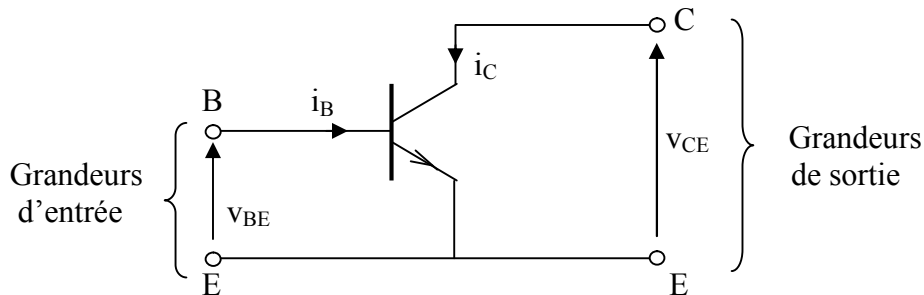 C
i_C
B
i_B
v_CE
Grandeurs
de sortie
Grandeurs
d'entrée
v_BE
E
E